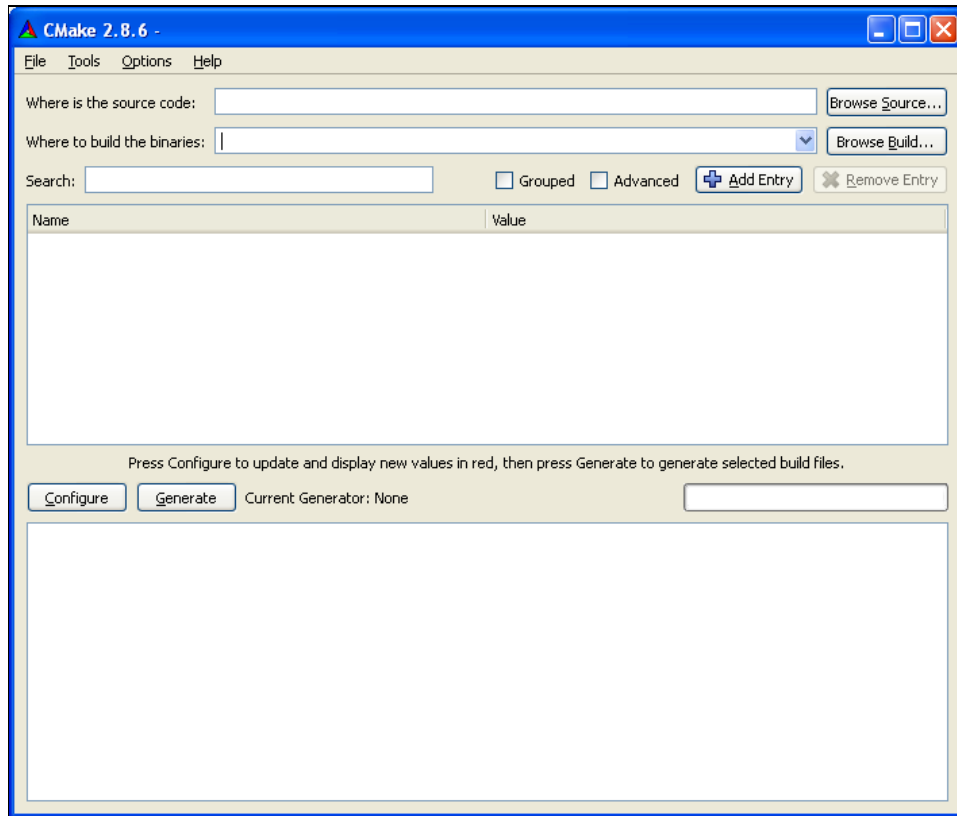 CMake 2.8.6 -
File Tools Options Help
Where is the source code: Browse Source...
Where to build the binaries: Browse Build...
Search: Grouped Advanced Add Entry Remove Entry
Name Value
Press Configure to update and display new values in red, then press Generate to generate selected build files.
Configure Generate Current Generator: None